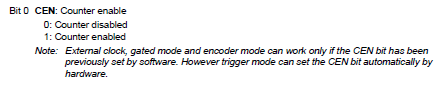 Bit 0 CEN: Counter enable
0: Counter disabled
1: Counter enabled
Note: External clock, gated mode and encoder mode can work only if the CEN bit has been
previously set by software. However trigger mode can set the CEN bit automatically by
hardware.